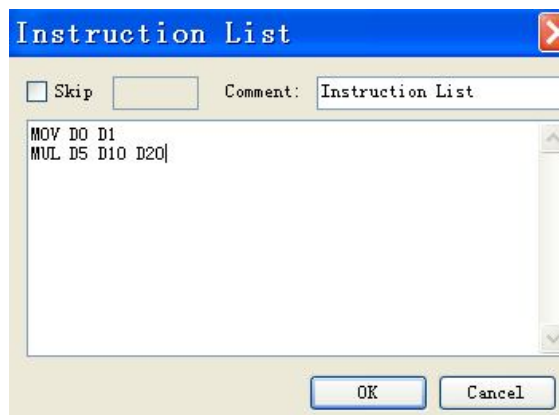 Instruction List
Skip Comment: Instruction List
MOV D0 D1
MUL D5 D10 D20
OK Cancel